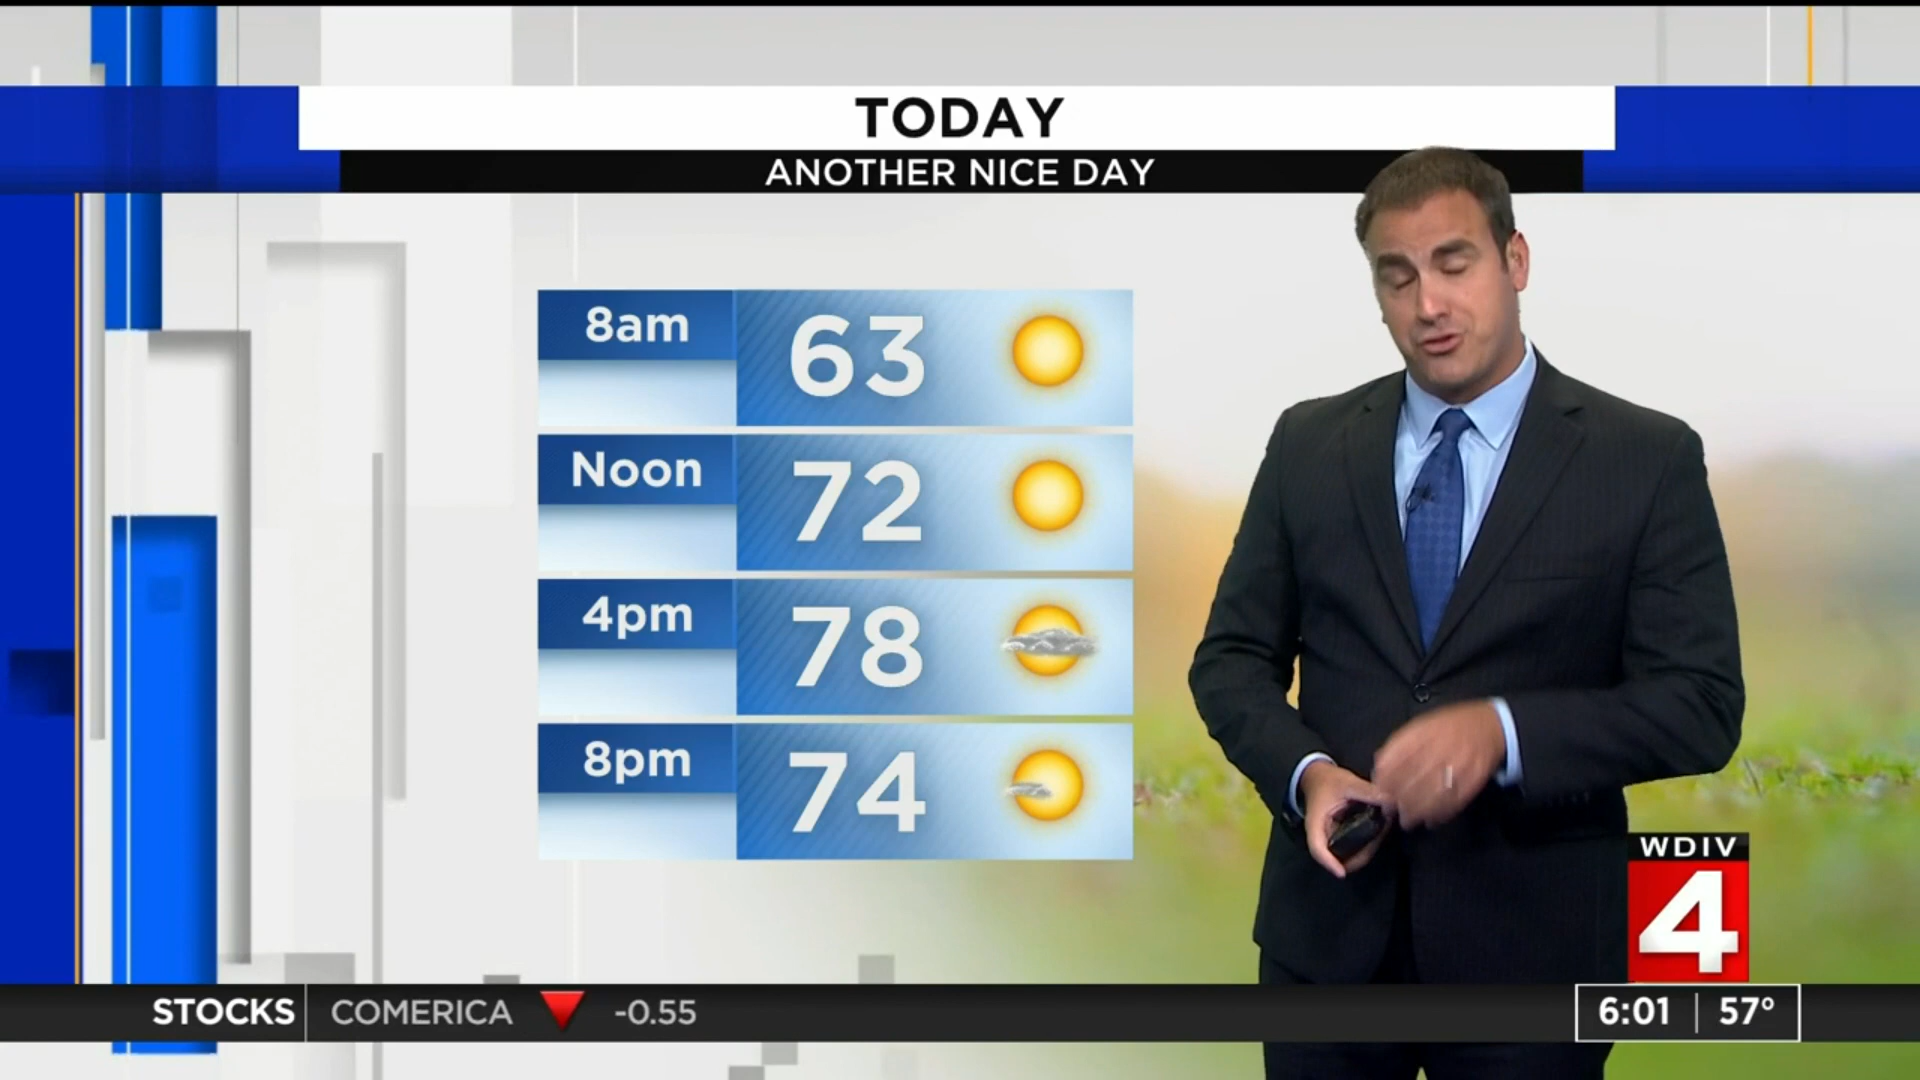 TODAY
ANOTHER NICE DAY
8am 63
Noon 72
4pm 78
8pm 74
WDIV
4
STOCKS COMERICA -0.55
6:01 57°